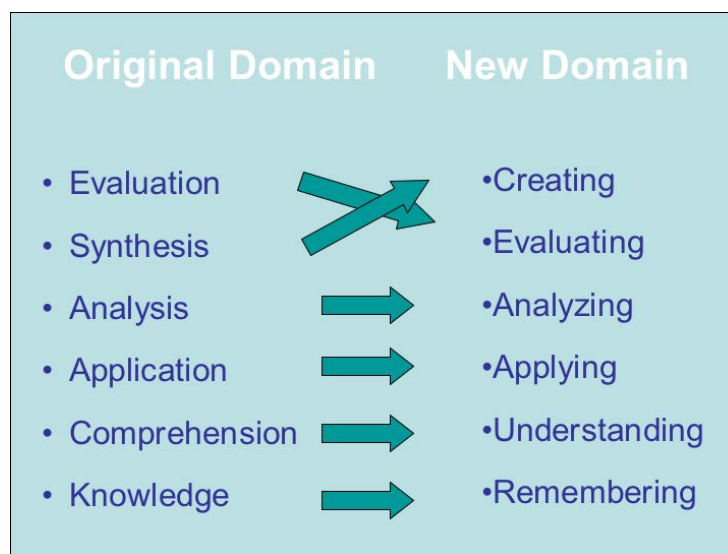 Original Domain
New Domain
• Evaluation
• Synthesis
• Analysis
• Application
• Comprehension
• Knowledge
•Creating
•Evaluating
•Analyzing
•Applying
•Understanding
•Remembering